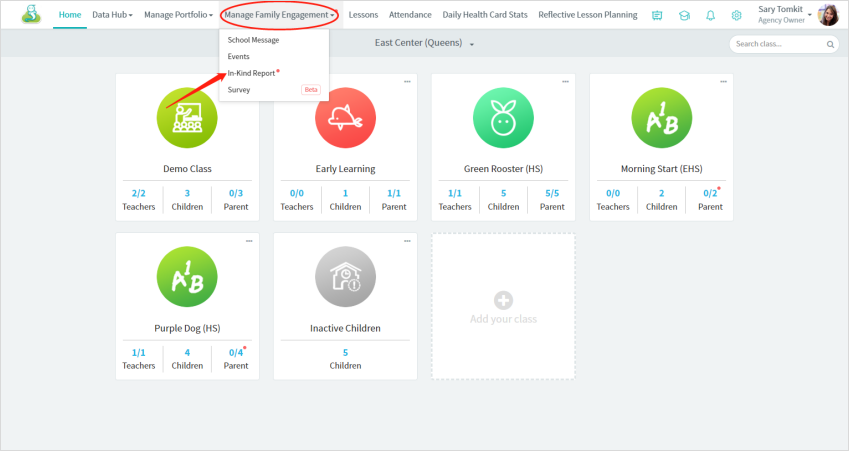 Home Data Hub Manage Portfolio Manage Family Engagement Lessons Attendance Daily Health Card Stats Reflective Lesson Planning Sary Tomkit
Agency Owner
School Message
Events
In-Kind Report
Survey Beta
East Center (Queens)
Search class...
Demo Class
2/2 3 0/3
Teachers Children Parent
Early Learning
0/0 1 1/1
Teachers Children Parent
Green Rooster (HS)
1/1 5 5/5
Teachers Children Parent
1
A B
Morning Start (EHS)
0/0 2 0/2*
Teachers Children Parent
1
A B
Purple Dog (HS)
1/1 4 0/4*
Teachers Children Parent
Inactive Children
5
Children
Add your class